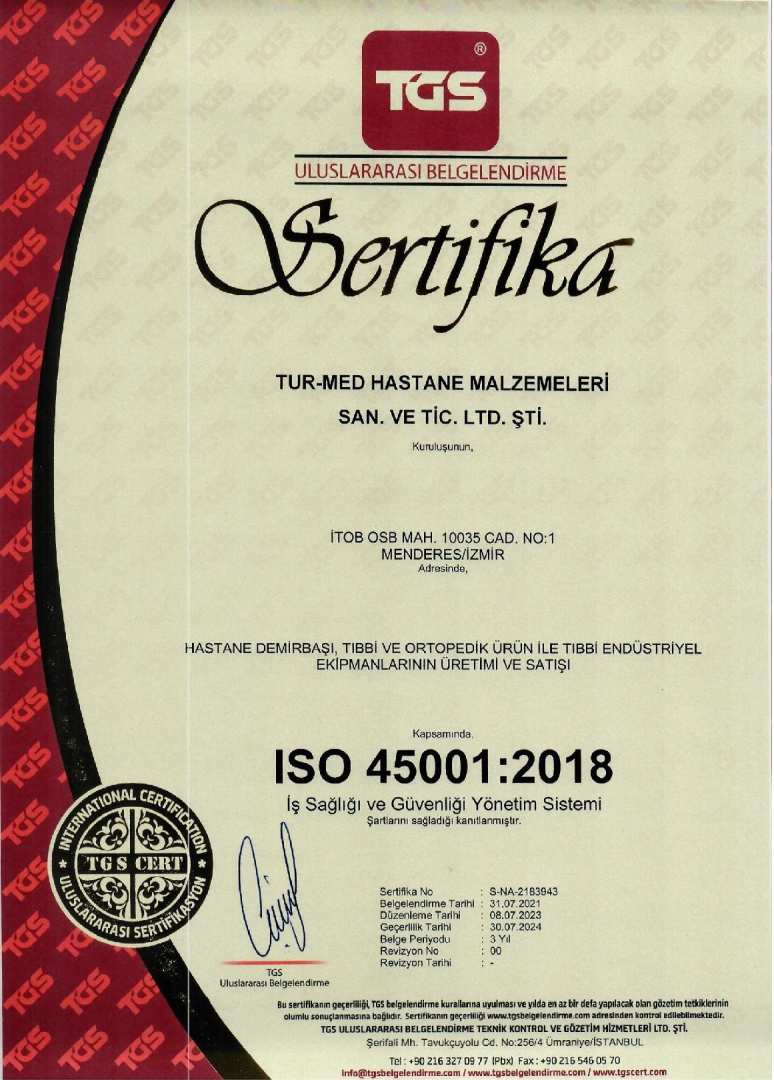 TGS ®
ULUSLARARASI BELGELENDİRME
Sertifika
TUR-MED HASTANE MALZEMELERİ
SAN. VE TİC. LTD. ŞTİ.
Kuruluşunun,
İTOB OSB MAH. 10035 CAD. NO:1
MENDERES/İZMİR
Adresinde,
HASTANE DEMİRBAŞI, TIBBİ VE ORTOPEDİK ÜRÜN İLE TIBBİ ENDÜSTRİYEL
EKİPMANLARININ ÜRETİMİ VE SATIŞI
Kapsamında,
ISO 45001:2018
İş Sağlığı ve Güvenliği Yönetim Sistemi
Şartlarını sağladığı kanıtlanmıştır.
INTERNATIONAL CERTIFICATION
TGS CERT
ULUSLARARASI SERTİFİKASYON
TGS
Uluslararası Belgelendirme
Sertifika No : S-NA-2183943
Belgelendirme Tarihi : 31.07.2021
Düzenleme Tarihi : 08.07.2023
Geçerlilik Tarihi : 30.07.2024
Belge Periyodu : 3 Yıl
Revizyon No : 00
Revizyon Tarihi : -
Bu sertifikanın geçerliliği, TGS belgelendirme kurallarına uyulması ve yılda en az bir defa yapılacak olan gözetim tetkiklerinin
olumlu sonuçlanmasına bağlıdır. Sertifikanın geçerliliği www.tgsbelgelendirme.com adresinden kontrol edilebilmektedir.
TGS ULUSLARARASI BELGELENDİRME TEKNİK KONTROL VE GÖZETİM HİZMETLERİ LTD. ŞTİ.
Şerifali Mh. Tavukçuyolu Cd. No:256/4 Ümraniye/İSTANBUL
Tel : +90 216 327 09 77 (Pbx) Fax : +90 216 546 05 70
info@tgsbelgelendirme.com / www.tgsbelgelendirme.com / www.tgscert.com